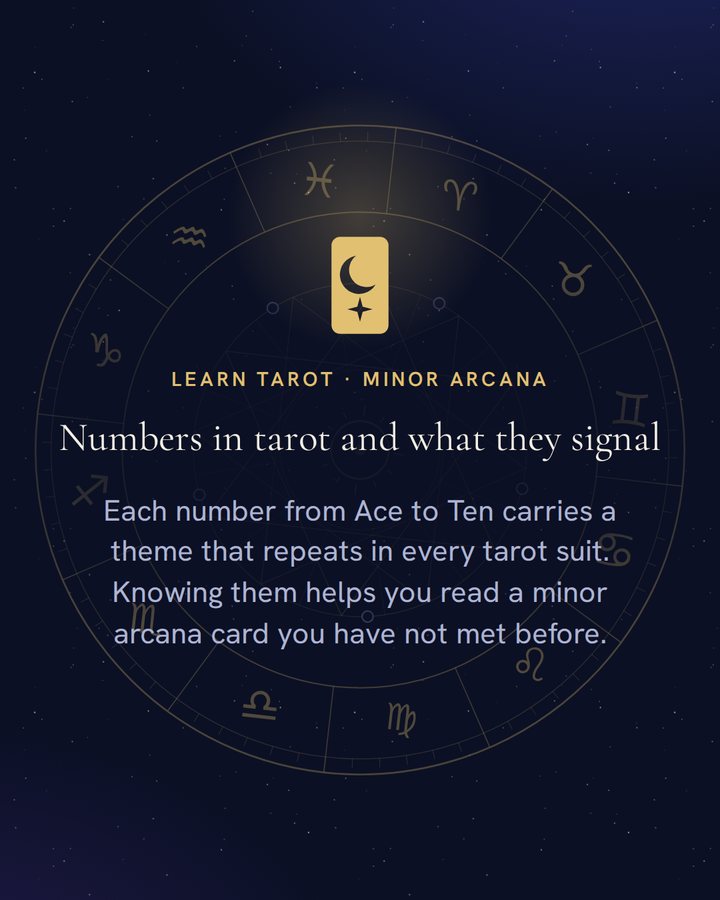 LEARN TAROT · MINOR ARCANA
Numbers in tarot and what they signal
Each number from Ace to Ten carries a
theme that repeats in every tarot suit.
Knowing them helps you read a minor
arcana card you have not met before.